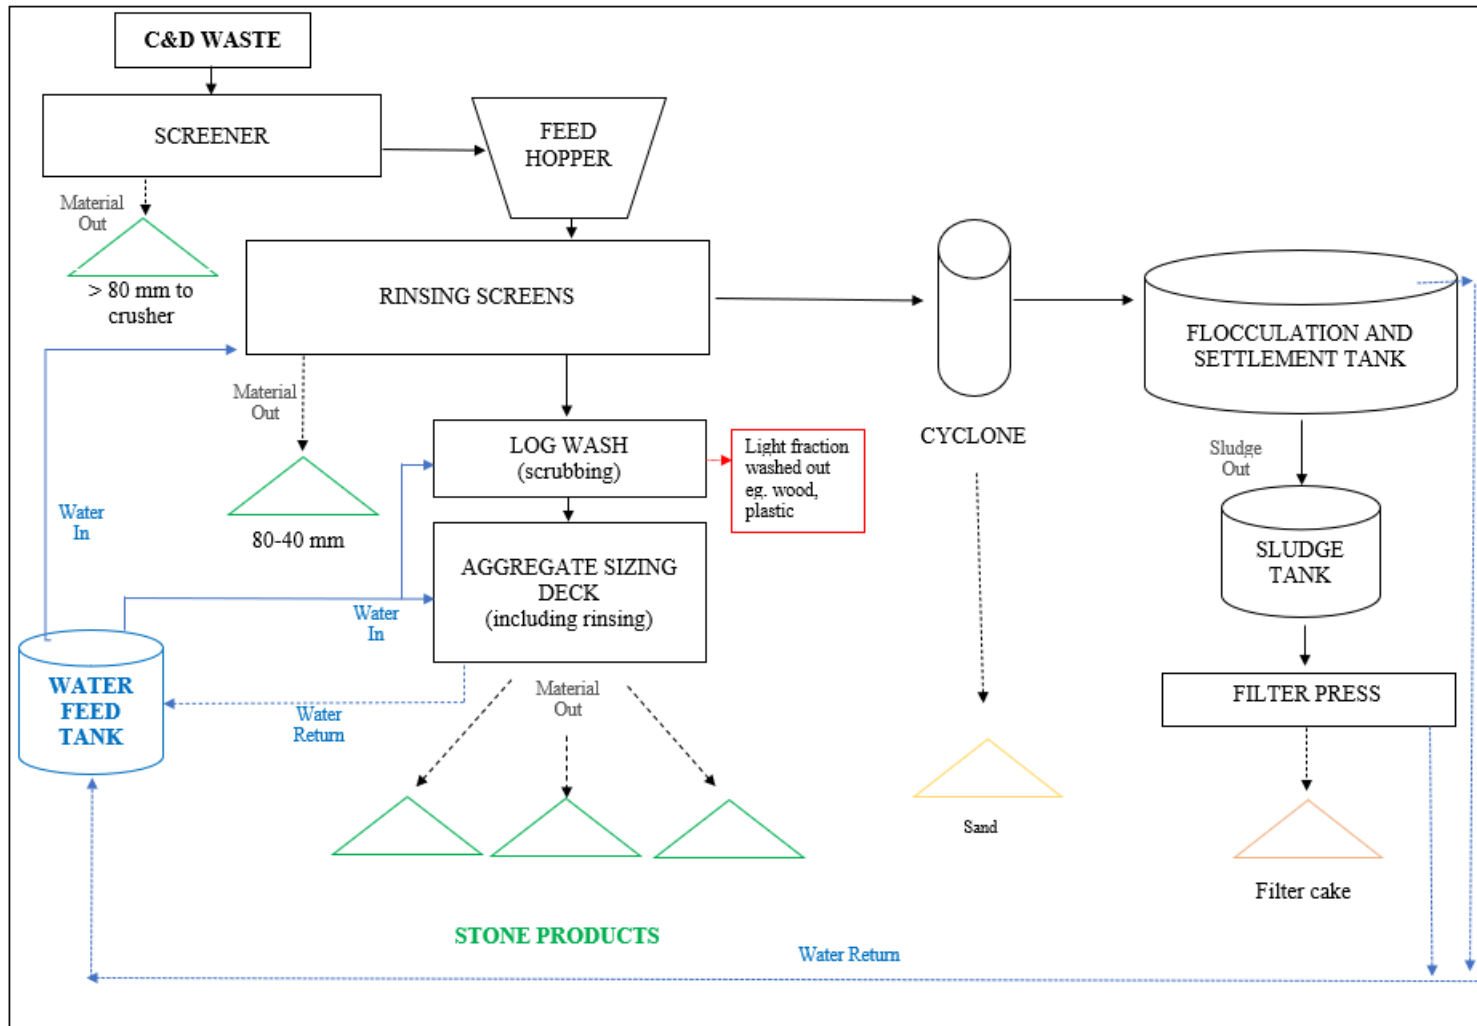 C&D WASTE
SCREENER
FEED
HOPPER
Material
Out
> 80 mm to
crusher
RINSING SCREENS
FLOCCULATION AND
SETTLEMENT TANK
Material
Out
CYCLONE
LOG WASH
(scrubbing)
Light fraction
washed out
eg. wood,
plastic
Sludge
Out
Water
In
80-40 mm
AGGREGATE SIZING
DECK
(including rinsing)
SLUDGE
TANK
Water
In
WATER
FEED
TANK
Water
Return
Material
Out
FILTER PRESS
Sand
Filter cake
STONE PRODUCTS
Water Return